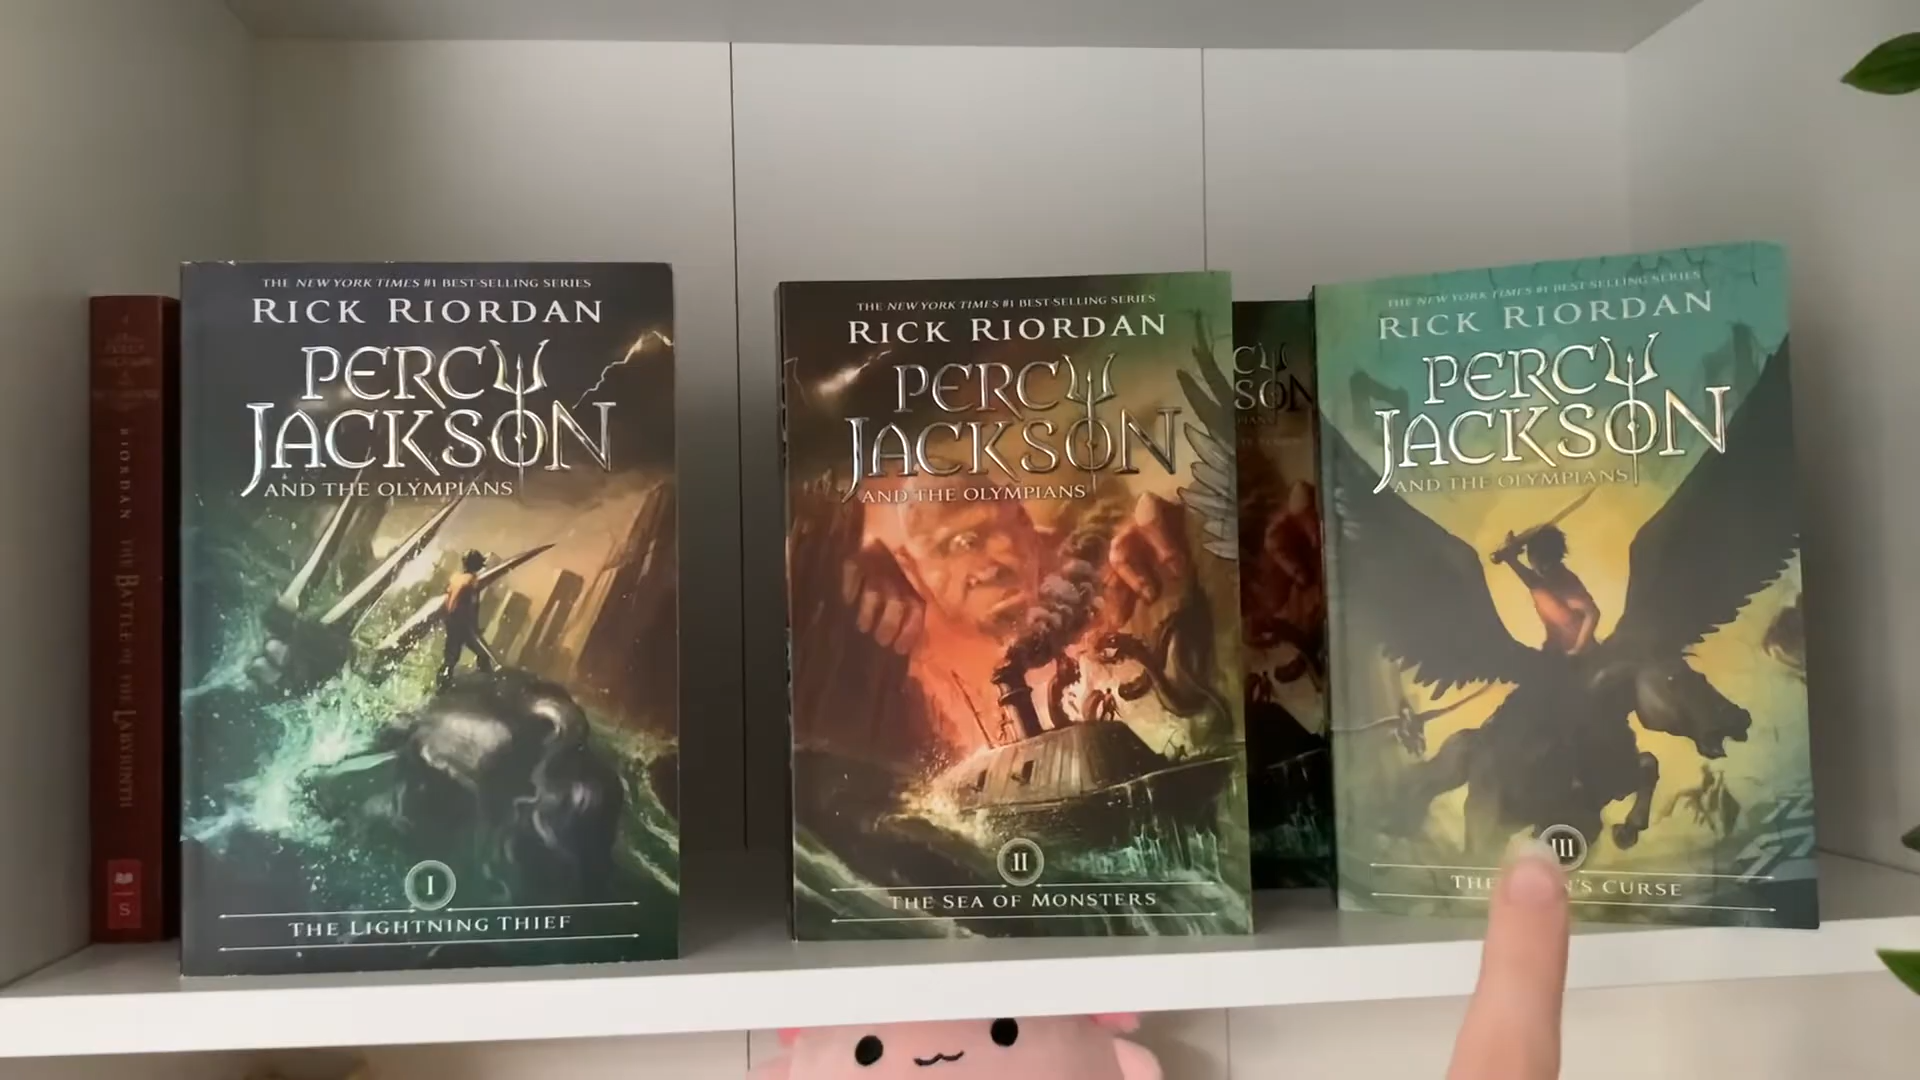 RIORDAN THE BATTLE OF THE LABYRINTH
S
THE NEW YORK TIMES #1 BEST-SELLING SERIES
RICK RIORDAN
PERCY
JACKSON
AND THE OLYMPIANS
I
THE LIGHTNING THIEF
THE NEW YORK TIMES #1 BEST-SELLING SERIES
RICK RIORDAN
PERCY
JACKSON
AND THE OLYMPIANS
II
THE SEA OF MONSTERS
CY
SON
THE NEW YORK TIMES #1 BEST-SELLING SERIES
RICK RIORDAN
PERCY
JACKSON
AND THE OLYMPIANS
III
THE N'S CURSE